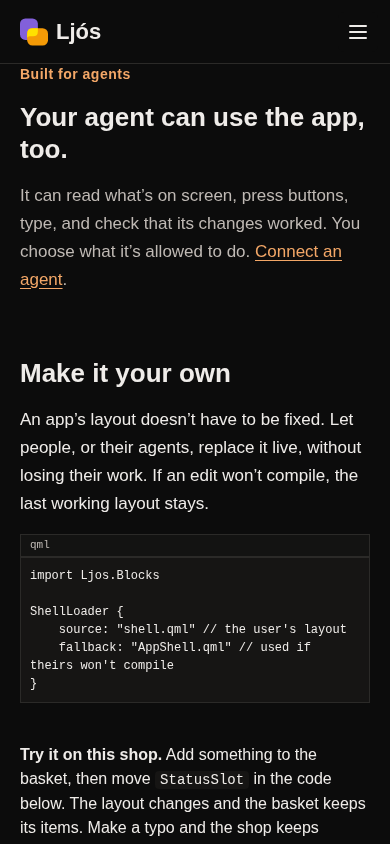 Ljós
Built for agents
Your agent can use the app,
too.
It can read what’s on screen, press buttons,
type, and check that its changes worked. You
choose what it’s allowed to do. Connect an
agent.
Make it your own
An app’s layout doesn’t have to be fixed. Let
people, or their agents, replace it live, without
losing their work. If an edit won’t compile, the
last working layout stays.
qml
import Ljos.Blocks
ShellLoader {
    source: "shell.qml" // the user's layout
    fallback: "AppShell.qml" // used if
theirs won't compile
}
Try it on this shop. Add something to the
basket, then move StatusSlot in the code
below. The layout changes and the basket keeps
its items. Make a typo and the shop keeps